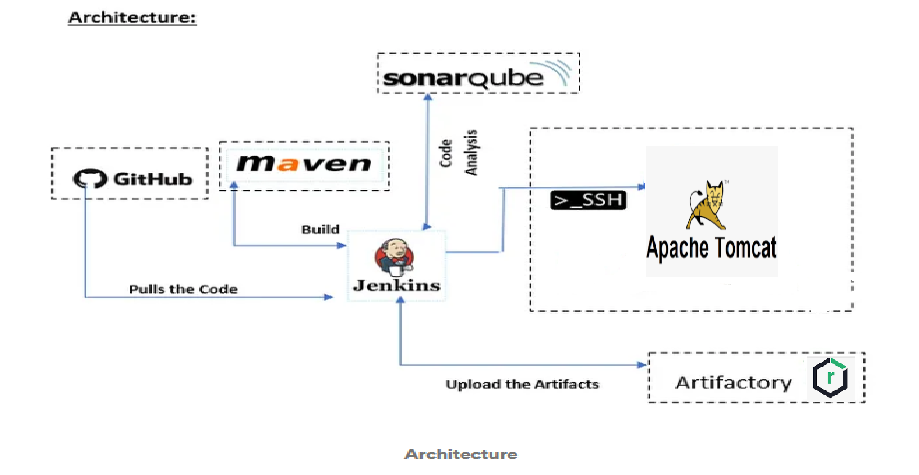 Architecture:
sonarqube
Code
Analysis
GitHub
maven
>_SSH
Apache Tomcat
Build
Jenkins
Pulls the Code
Upload the Artifacts
Artifactory
r
Architecture